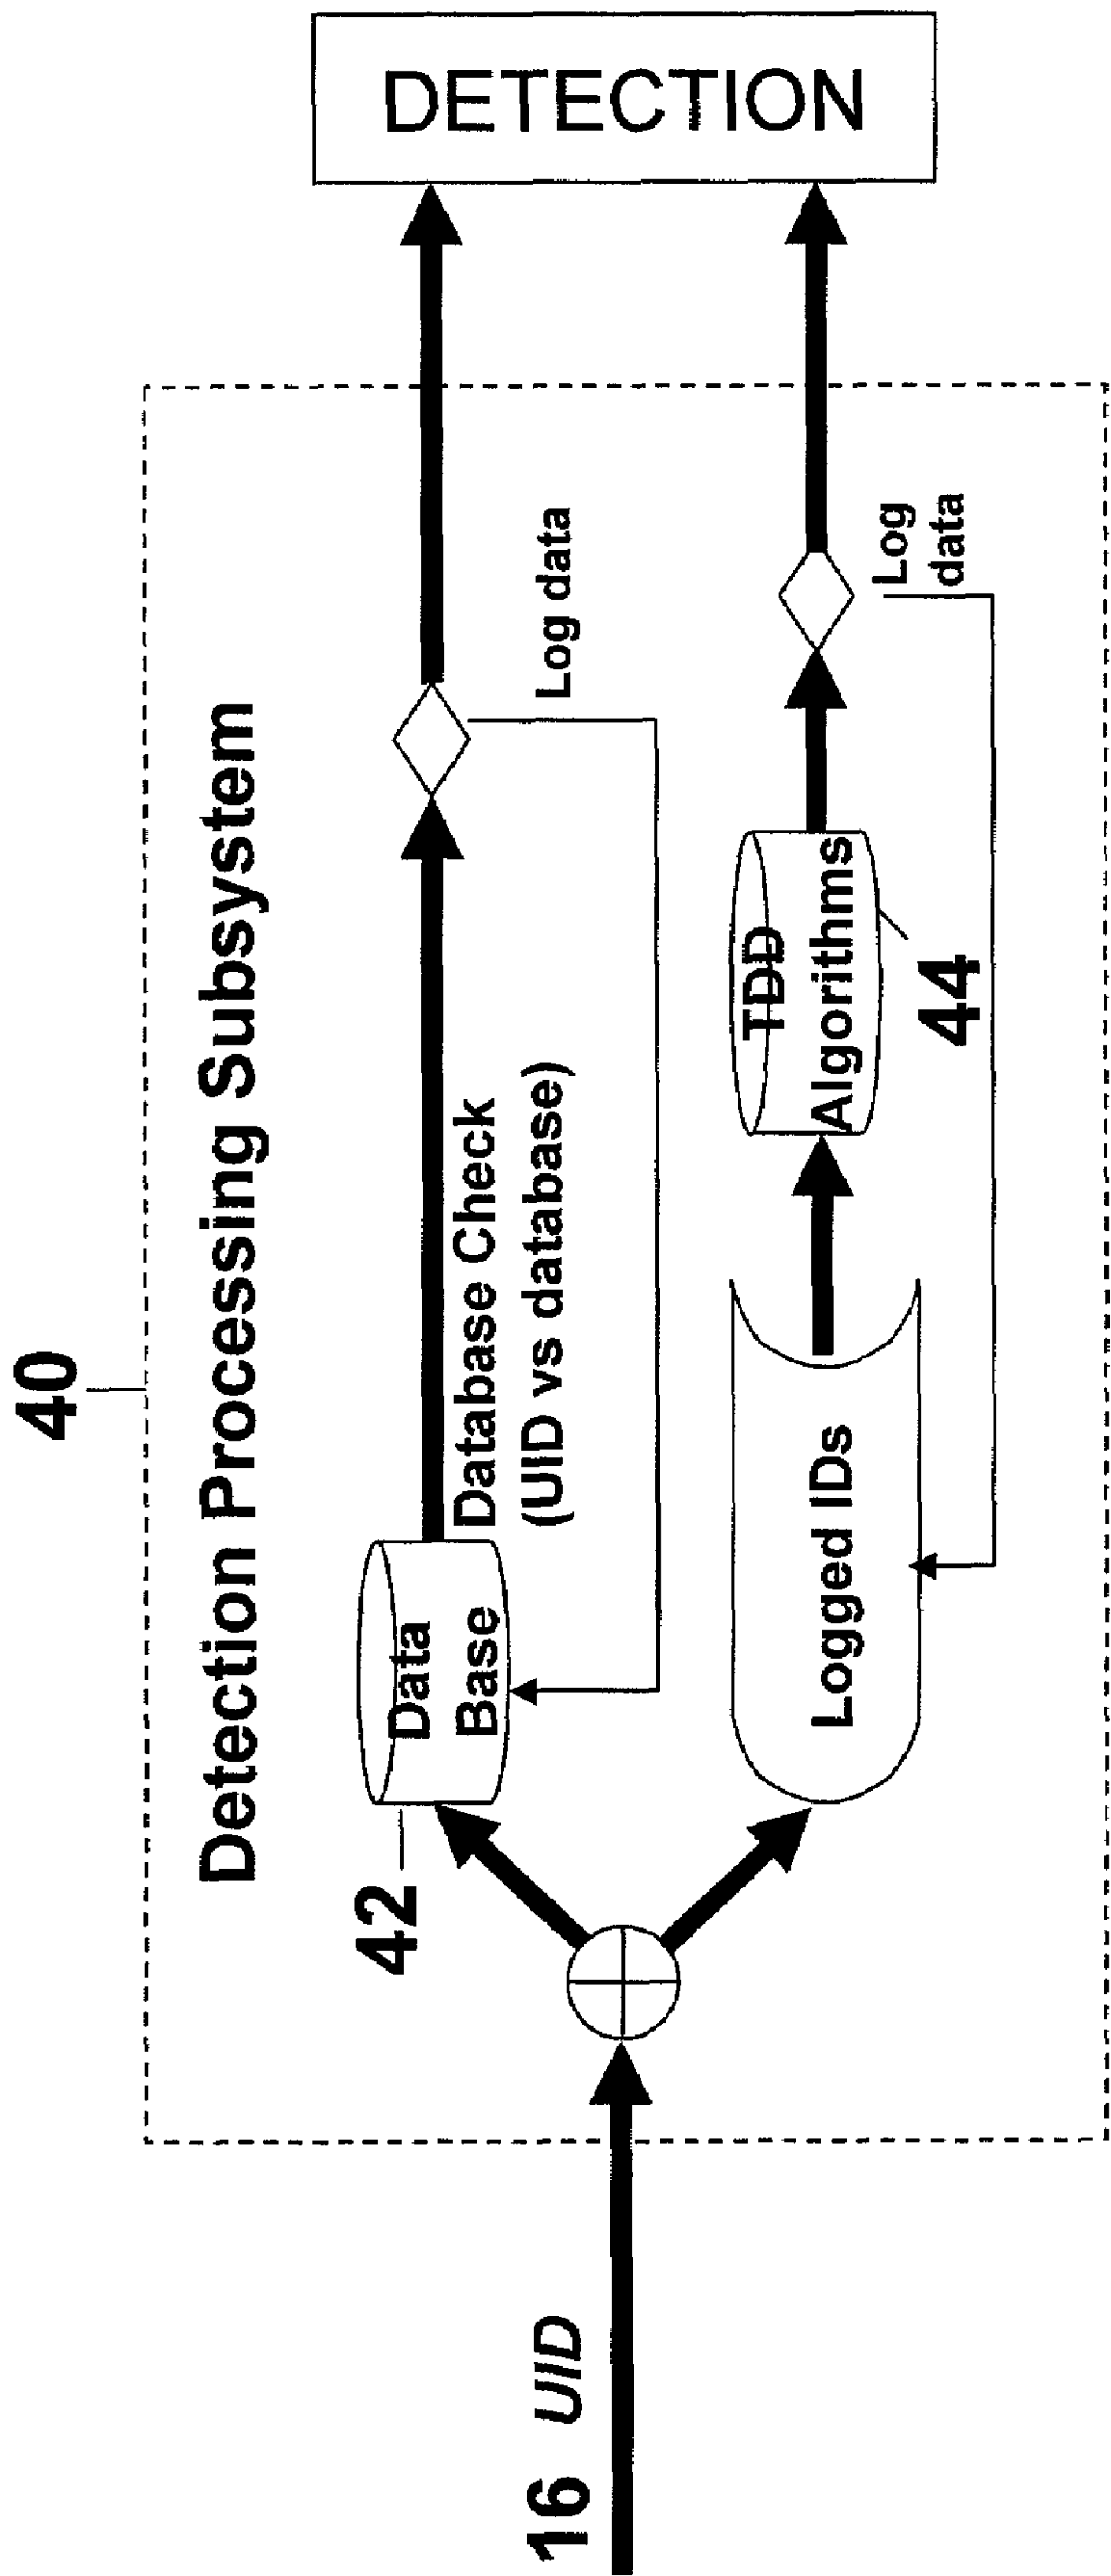 40
Detection Processing Subsystem
16 UID
42
Data
Base
Database Check
(UID vs database)
Log data
Logged IDs
TDD
Algorithms
44
Log
data
DETECTION